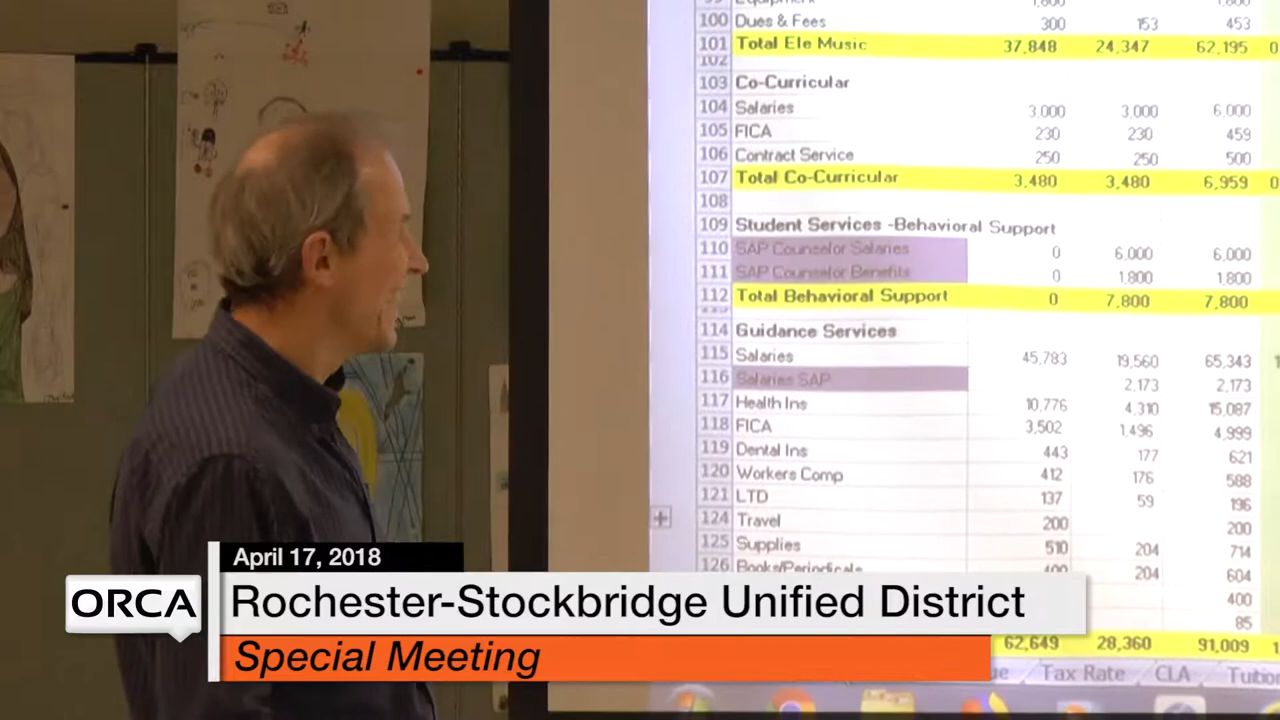 100 Dues & Fees 300 153 453
101 Total Ele Music 37,848 24,347 62,195 0
102
103 Co-Curricular
104 Salaries 3,000 3,000 6,000
105 FICA 230 230 459
106 Contract Service 250 250 500
107 Total Co-Curricular 3,480 3,480 6,959 0
108
109 Student Services -Behavioral Support
110 SAP Counselor Salaries 0 6,000 6,000
111 SAP Counselor Benefits 0 1,800 1,800
112 Total Behavioral Support 0 7,800 7,800
114 Guidance Services
115 Salaries 45,783 19,560 65,343
116 Salaries SAP 2,173 2,173
117 Health Ins 10,776 4,310 15,087
118 FICA 3,502 1,496 4,999
119 Dental Ins 443 177 621
120 Workers Comp 412 176 588
121 LTD 137 59 196
124 Travel 200 200
125 Supplies 510 204 714
126 Books/Periodicals 400 204 604
400
85
62,649 28,360 91,009
Tax Rate CLA
April 17, 2018
ORCA
Rochester-Stockbridge Unified District
Special Meeting